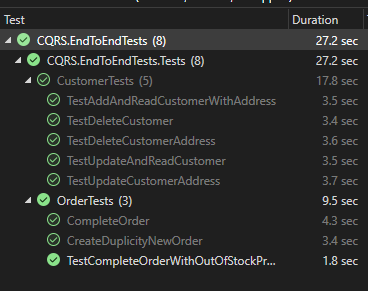 Test Duration
CQRS.EndToEndTests (8) 27.2 sec
CQRS.EndToEndTests.Tests (8) 27.2 sec
CustomerTests (5) 17.8 sec
TestAddAndReadCustomerWithAddress 3.5 sec
TestDeleteCustomer 3.4 sec
TestDeleteCustomerAddress 3.6 sec
TestUpdateAndReadCustomer 3.5 sec
TestUpdateCustomerAddress 3.7 sec
OrderTests (3) 9.5 sec
CompleteOrder 4.3 sec
CreateDuplicityNewOrder 3.4 sec
TestCompleteOrderWithOutOfStockPr... 1.8 sec